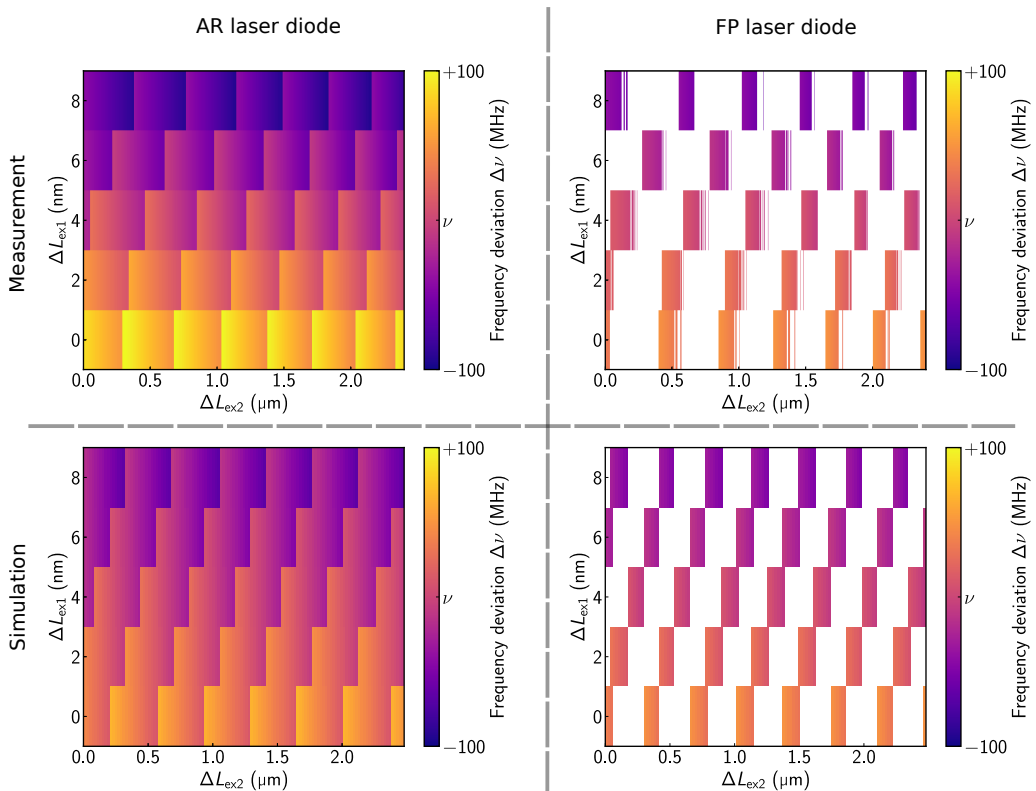 AR laser diode
FP laser diode
Measurement
Simulation
ΔL_ex1 (nm)
8
6
4
2
0
0.0 0.5 1.0 1.5 2.0
ΔL_ex2 (µm)
+100
ν
−100
Frequency deviation Δν (MHz)
ΔL_ex1 (nm)
8
6
4
2
0
0.0 0.5 1.0 1.5 2.0
ΔL_ex2 (µm)
+100
ν
−100
Frequency deviation Δν (MHz)
ΔL_ex1 (nm)
8
6
4
2
0
0.0 0.5 1.0 1.5 2.0
ΔL_ex2 (µm)
+100
ν
−100
Frequency deviation Δν (MHz)
ΔL_ex1 (nm)
8
6
4
2
0
0.0 0.5 1.0 1.5 2.0
ΔL_ex2 (µm)
+100
ν
−100
Frequency deviation Δν (MHz)